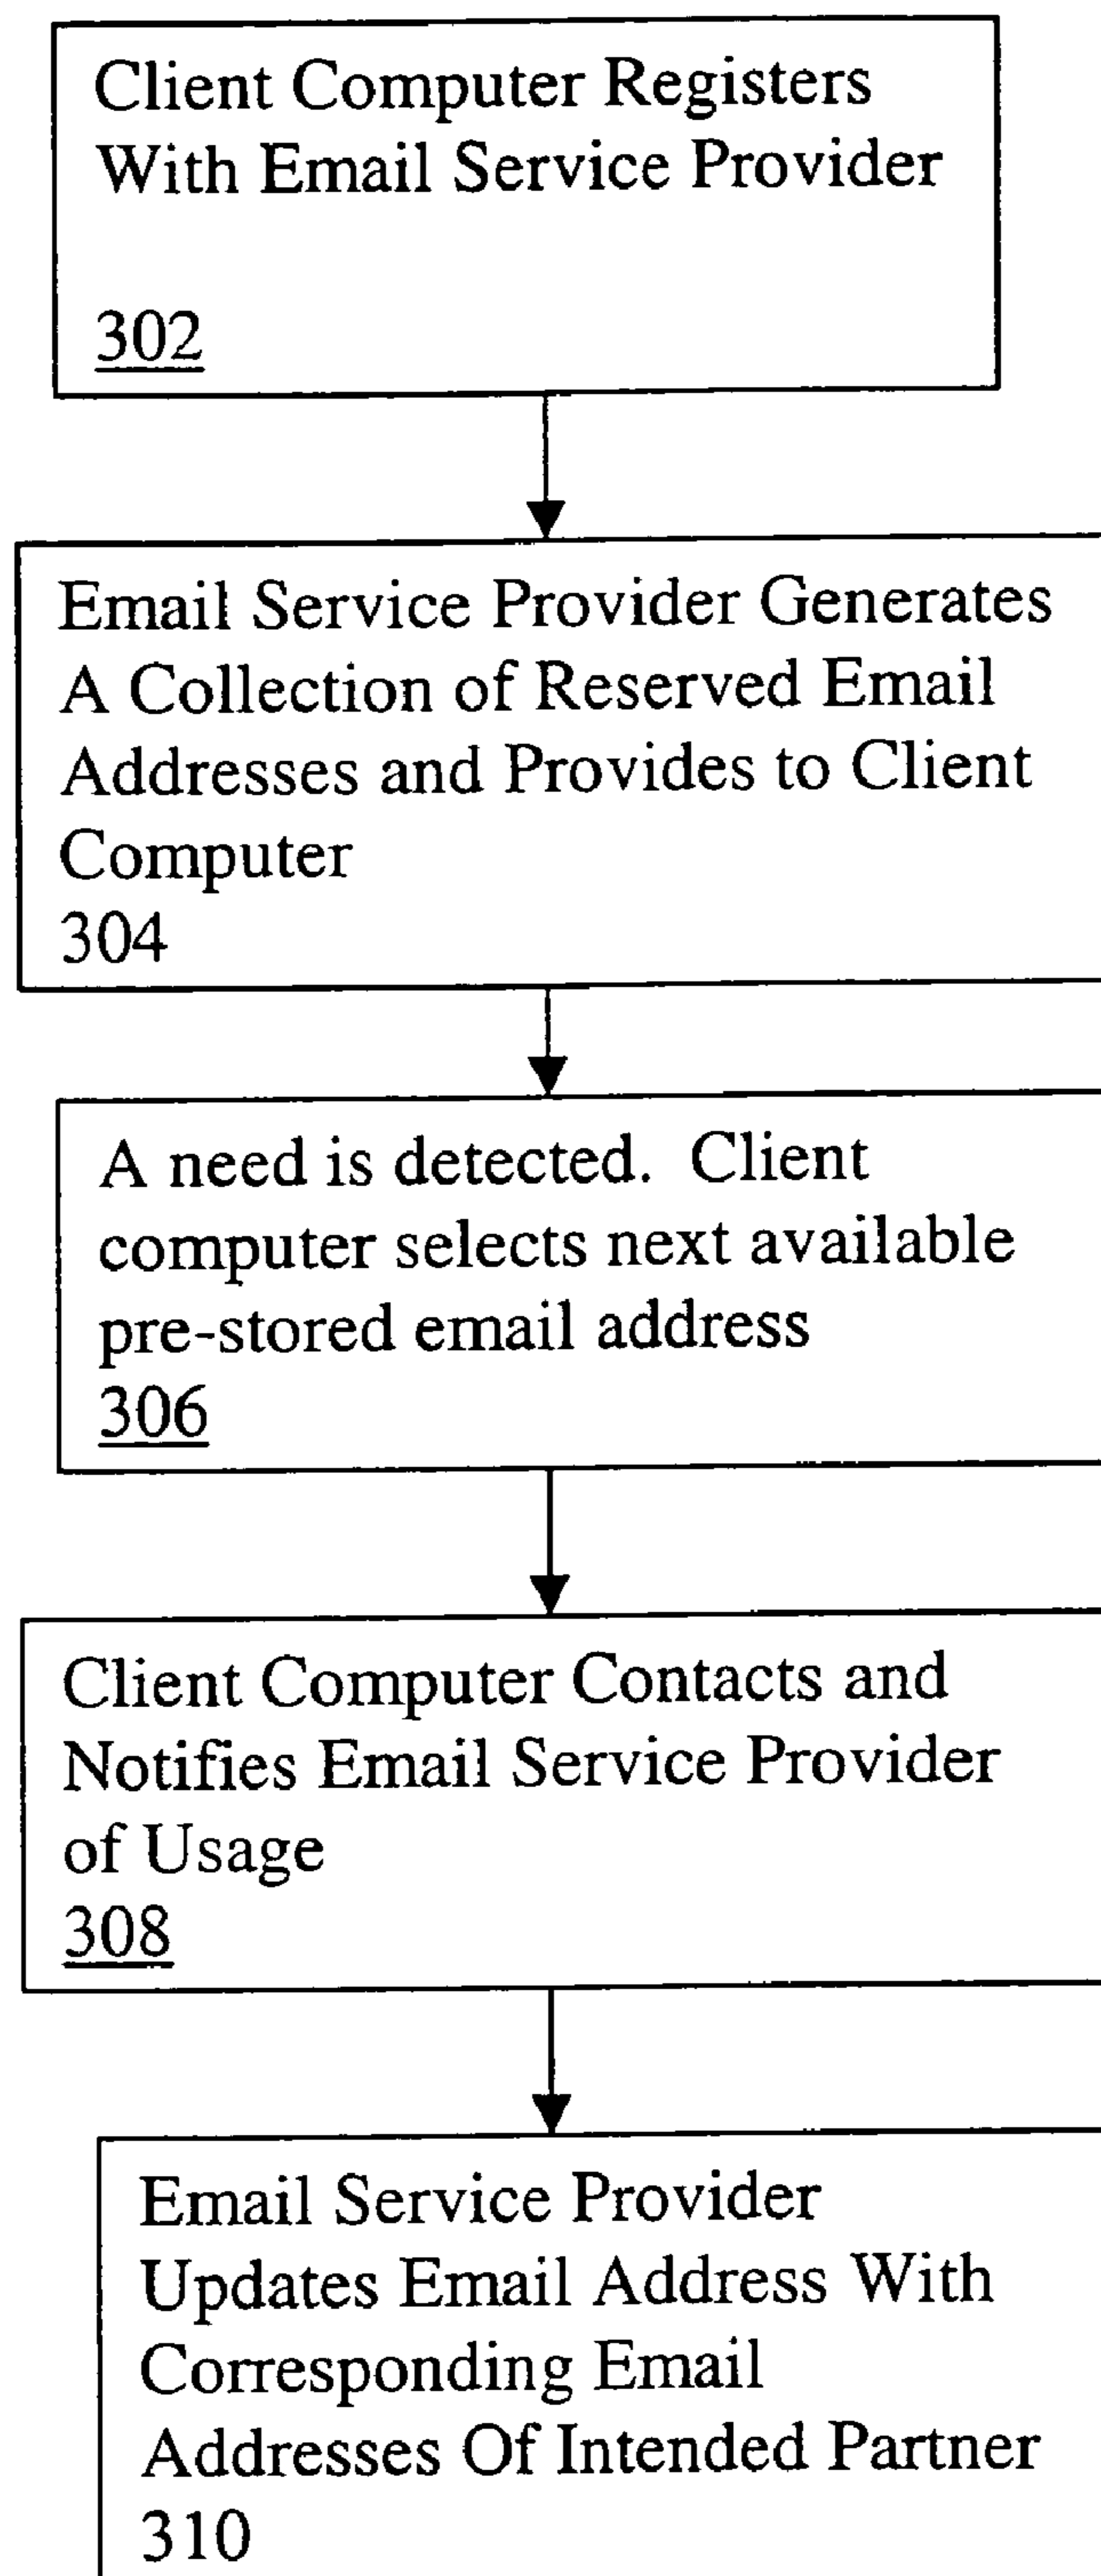 Client Computer Registers
With Email Service Provider
302
Email Service Provider Generates
A Collection of Reserved Email
Addresses and Provides to Client
Computer
304
A need is detected. Client
computer selects next available
pre-stored email address
306
Client Computer Contacts and
Notifies Email Service Provider
of Usage
308
Email Service Provider
Updates Email Address With
Corresponding Email
Addresses Of Intended Partner
310